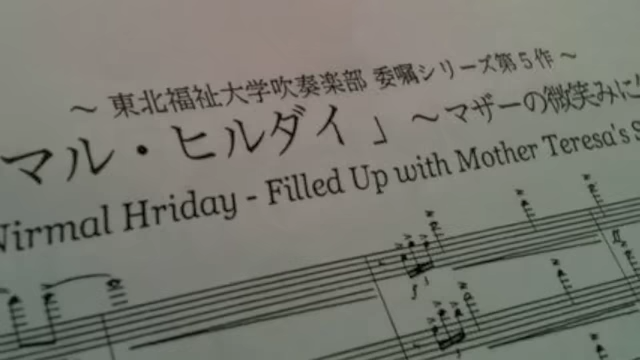 ～ 東北福祉大学吹奏楽部 委嘱シリーズ第５作 ～
マル・ヒルダイ 」～マザーの微笑みに
Nirmal Hriday - Filled Up with Mother Teresa's